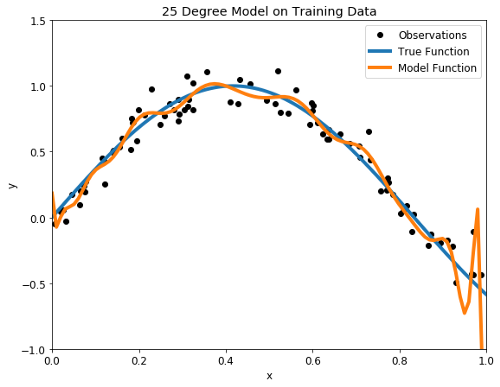 25 Degree Model on Training Data
1.5
1.0
0.5
0.0
−0.5
−1.0
y
Observations
True Function
Model Function
0.0 0.2 0.4 0.6 0.8 1.0
x